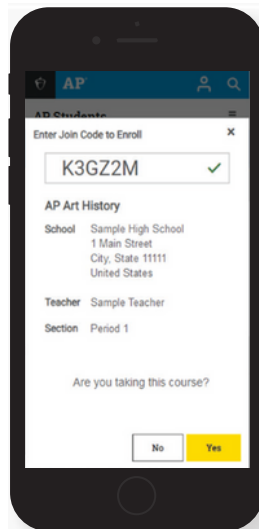 AP
AP Students
Enter Join Code to Enroll
K3GZ2M
AP Art History
School Sample High School
1 Main Street
City, State 11111
United States
Teacher Sample Teacher
Section Period 1
Are you taking this course?
No Yes